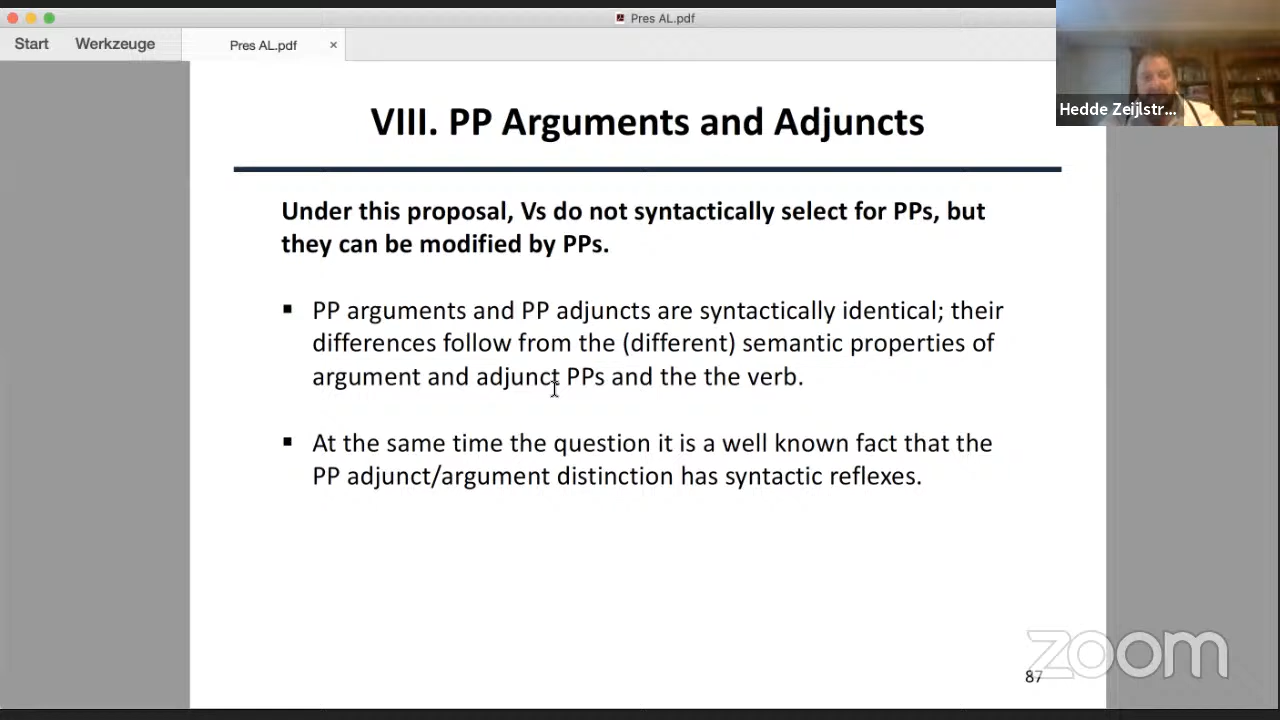 Pres AL.pdf
Start Werkzeuge Pres AL.pdf ×
Hedde Zeijlstr...
VIII. PP Arguments and Adjuncts
Under this proposal, Vs do not syntactically select for PPs, but
they can be modified by PPs.
▪ PP arguments and PP adjuncts are syntactically identical; their
differences follow from the (different) semantic properties of
argument and adjunct PPs and the the verb.
▪ At the same time the question it is a well known fact that the
PP adjunct/argument distinction has syntactic reflexes.
zoom
87